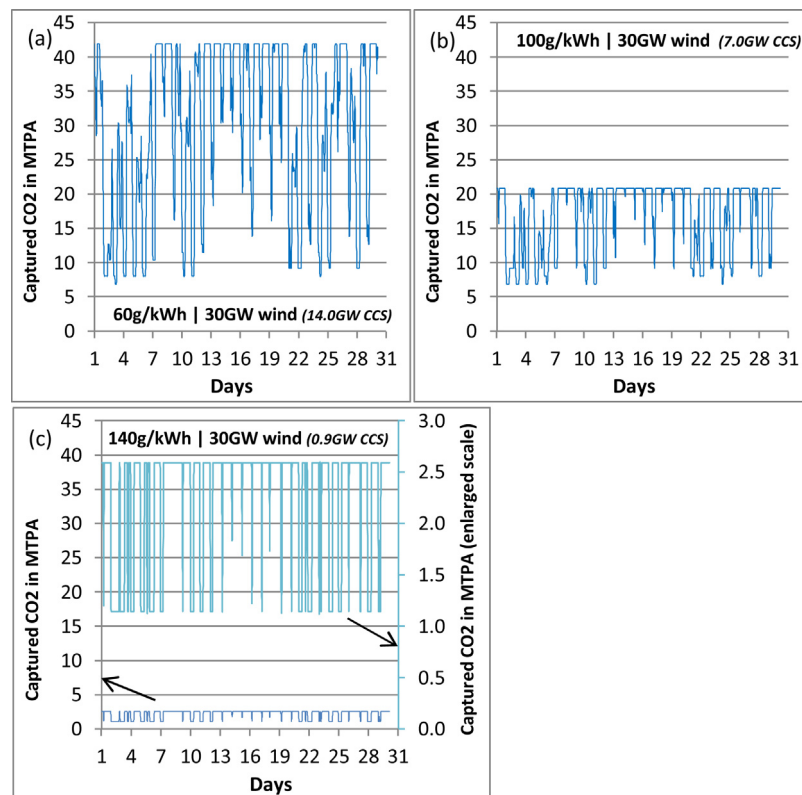 (a)
45
40
35
30
25
20
15
10
5
0
Captured CO2 in MTPA
60g/kWh | 30GW wind (14.0GW CCS)
1 4 7 10 13 16 19 22 25 28 31
Days
(b)
100g/kWh | 30GW wind (7.0GW CCS)
45
40
35
30
25
20
15
10
5
0
Captured CO2 in MTPA
1 4 7 10 13 16 19 22 25 28 31
Days
(c)
140g/kWh | 30GW wind (0.9GW CCS)
45
40
35
30
25
20
15
10
5
0
Captured CO2 in MTPA
3.0
2.5
2.0
1.5
1.0
0.5
0.0
Captured CO2 in MTPA (enlarged scale)
1 4 7 10 13 16 19 22 25 28 31
Days